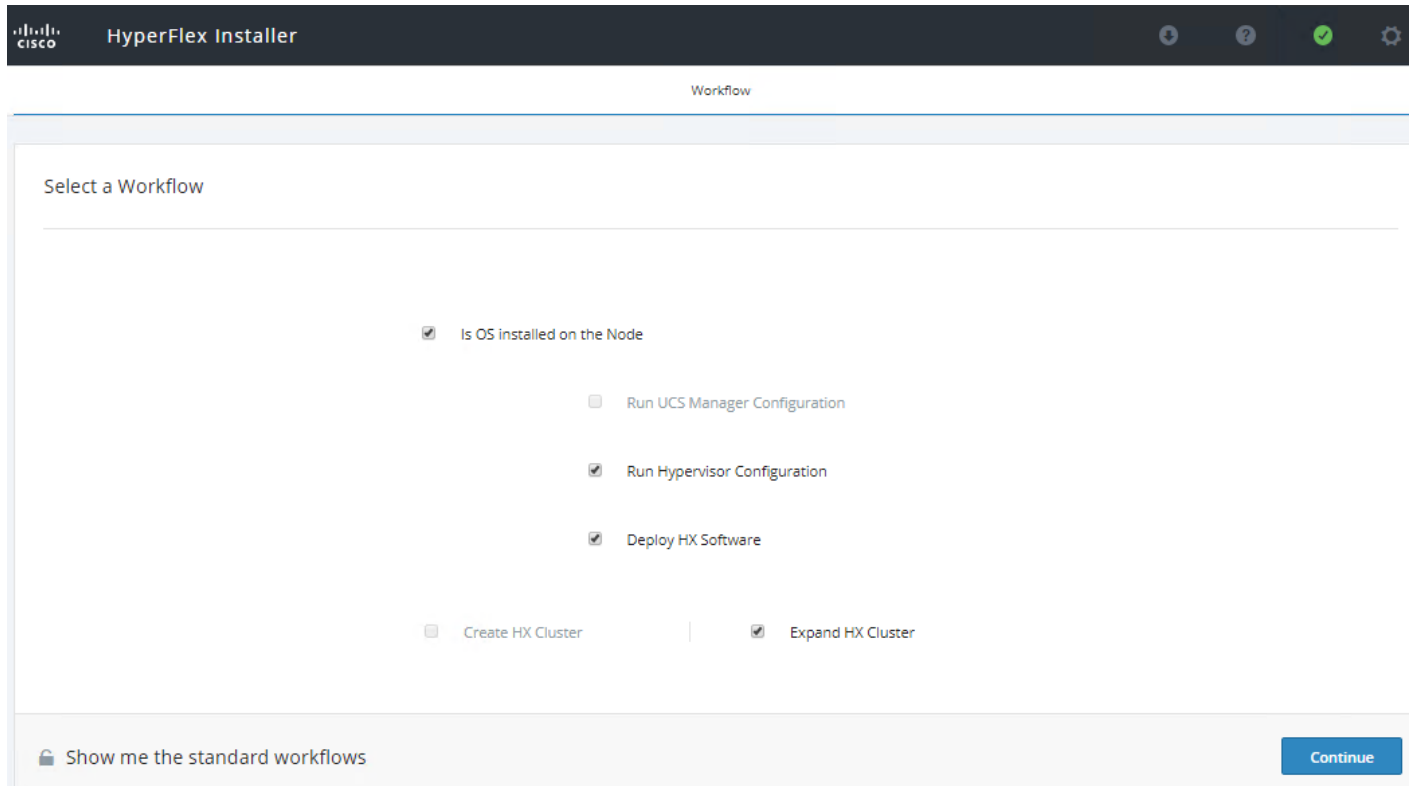 cisco HyperFlex Installer
Workflow
Select a Workflow
Is OS installed on the Node
Run UCS Manager Configuration
Run Hypervisor Configuration
Deploy HX Software
Create HX Cluster Expand HX Cluster
Show me the standard workflows Continue